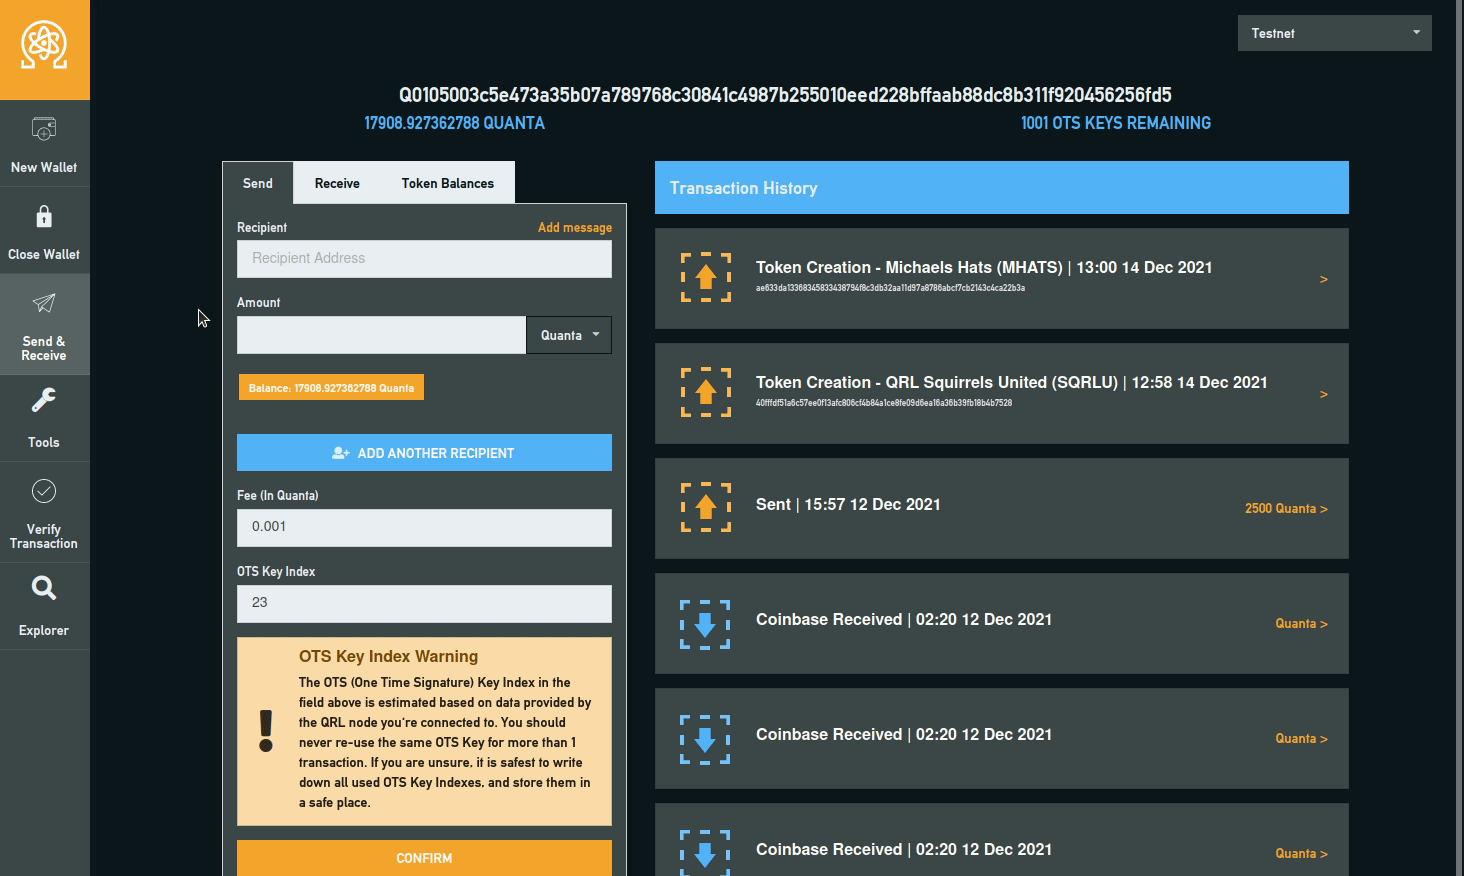 Testnet
Q0105003c5e473a35b07a789768c30841c4987b255010eed228bffaab88dc8b311f920456256fd5
17908.927362788 QUANTA
1001 OTS KEYS REMAINING
New Wallet
Close Wallet
Send &
Receive
Tools
Verify
Transaction
Explorer
Send
Receive
Token Balances
Recipient
Add message
Recipient Address
Amount
Quanta
Balance: 17908.927362788 Quanta
ADD ANOTHER RECIPIENT
Fee (In Quanta)
0.001
OTS Key Index
23
OTS Key Index Warning
The OTS (One Time Signature) Key Index in the
field above is estimated based on data provided by
the QRL node you're connected to. You should
never re-use the same OTS Key for more than 1
transaction. If you are unsure, it is safest to write
down all used OTS Key Indexes, and store them in
a safe place.
CONFIRM
Transaction History
Token Creation - Michaels Hats (MHATS) | 13:00 14 Dec 2021
ae633da13368345833438794f8c3db32aa11d97a8786abcf7cb2143c4ca22b3a
>
Token Creation - QRL Squirrels United (SQRLU) | 12:58 14 Dec 2021
40fffdf51a6c57ee0f13afc806cf4b84a1ce8fe09d6ea16a36b39fb18b4b7528
>
Sent | 15:57 12 Dec 2021
2500 Quanta >
Coinbase Received | 02:20 12 Dec 2021
Quanta >
Coinbase Received | 02:20 12 Dec 2021
Quanta >
Coinbase Received | 02:20 12 Dec 2021
Quanta >